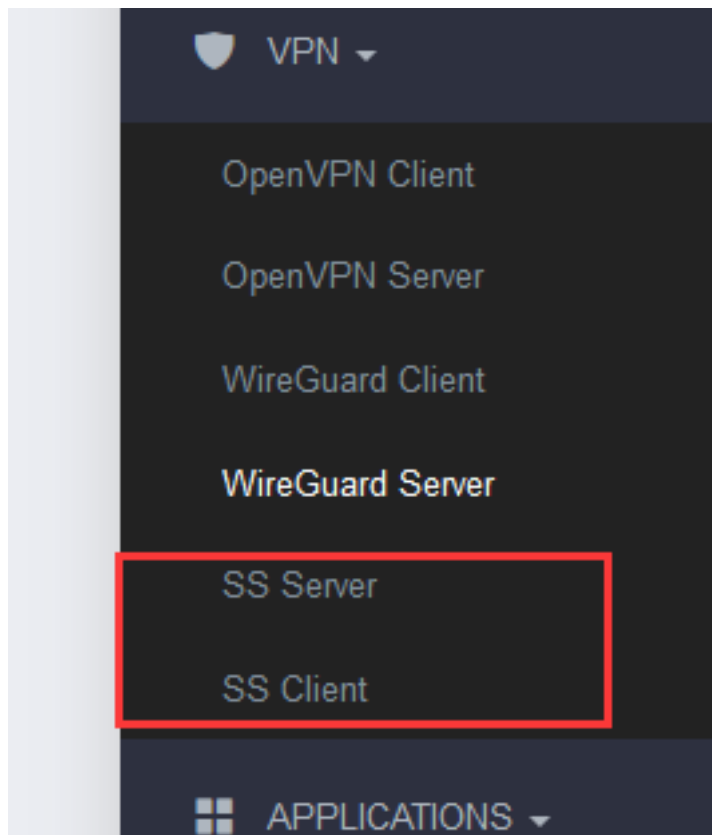 VPN
OpenVPN Client
OpenVPN Server
WireGuard Client
WireGuard Server
SS Server
SS Client
APPLICATIONS